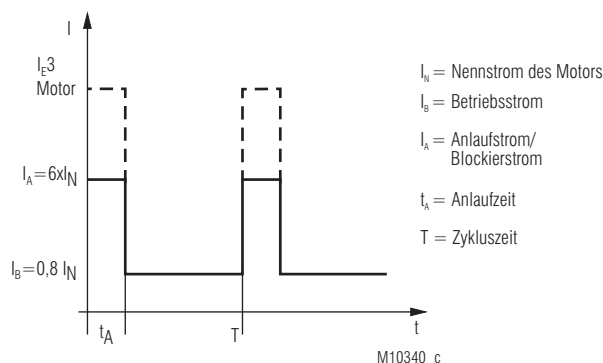 I
I_E3
Motor
I_A=6xI_N
I_B=0,8 I_N
t_A
T
t
I_N = Nennstrom des Motors
I_B = Betriebsstrom
I_A = Anlaufstrom/
Blockierstrom
t_A = Anlaufzeit
T = Zykluszeit
M10340_c